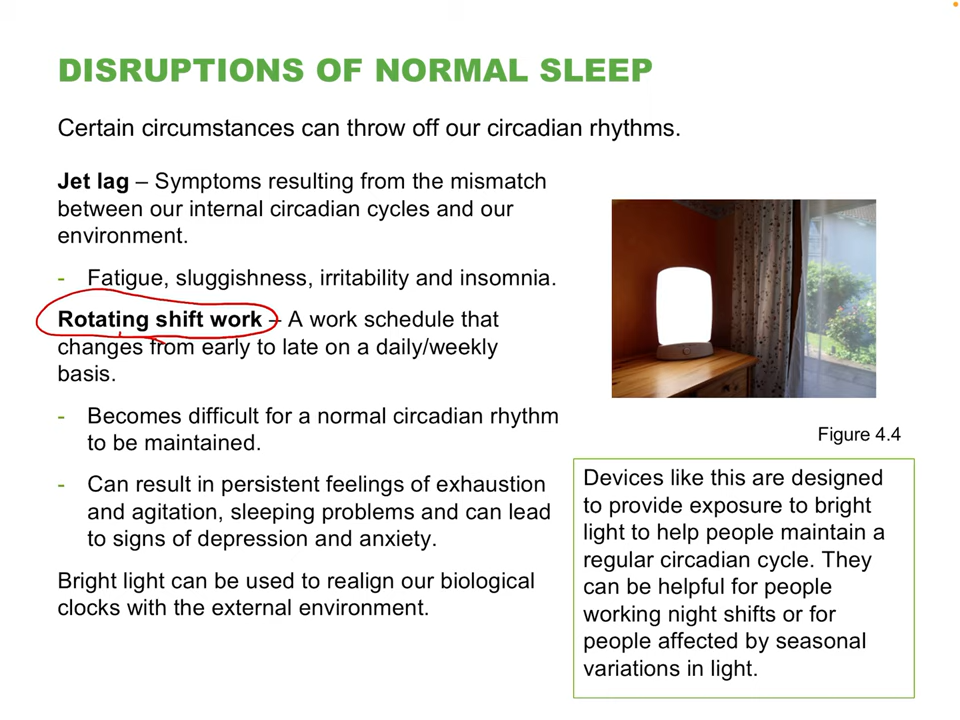 DISRUPTIONS OF NORMAL SLEEP
Certain circumstances can throw off our circadian rhythms.
Jet lag – Symptoms resulting from the mismatch
between our internal circadian cycles and our
environment.
- Fatigue, sluggishness, irritability and insomnia.
Rotating shift work – A work schedule that
changes from early to late on a daily/weekly
basis.
- Becomes difficult for a normal circadian rhythm
to be maintained.
- Can result in persistent feelings of exhaustion
and agitation, sleeping problems and can lead
to signs of depression and anxiety.
Bright light can be used to realign our biological
clocks with the external environment.
Figure 4.4
Devices like this are designed
to provide exposure to bright
light to help people maintain a
regular circadian cycle. They
can be helpful for people
working night shifts or for
people affected by seasonal
variations in light.